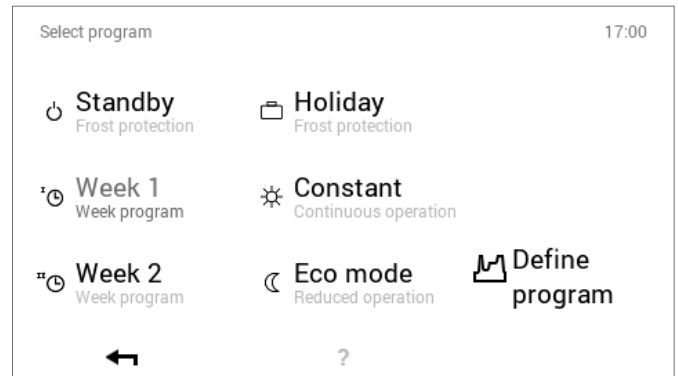 Select program
17:00
Standby
Frost protection
Holiday
Frost protection
I
Week 1
Week program
Constant
Continuous operation
II
Week 2
Week program
Eco mode
Reduced operation
Define
program
?